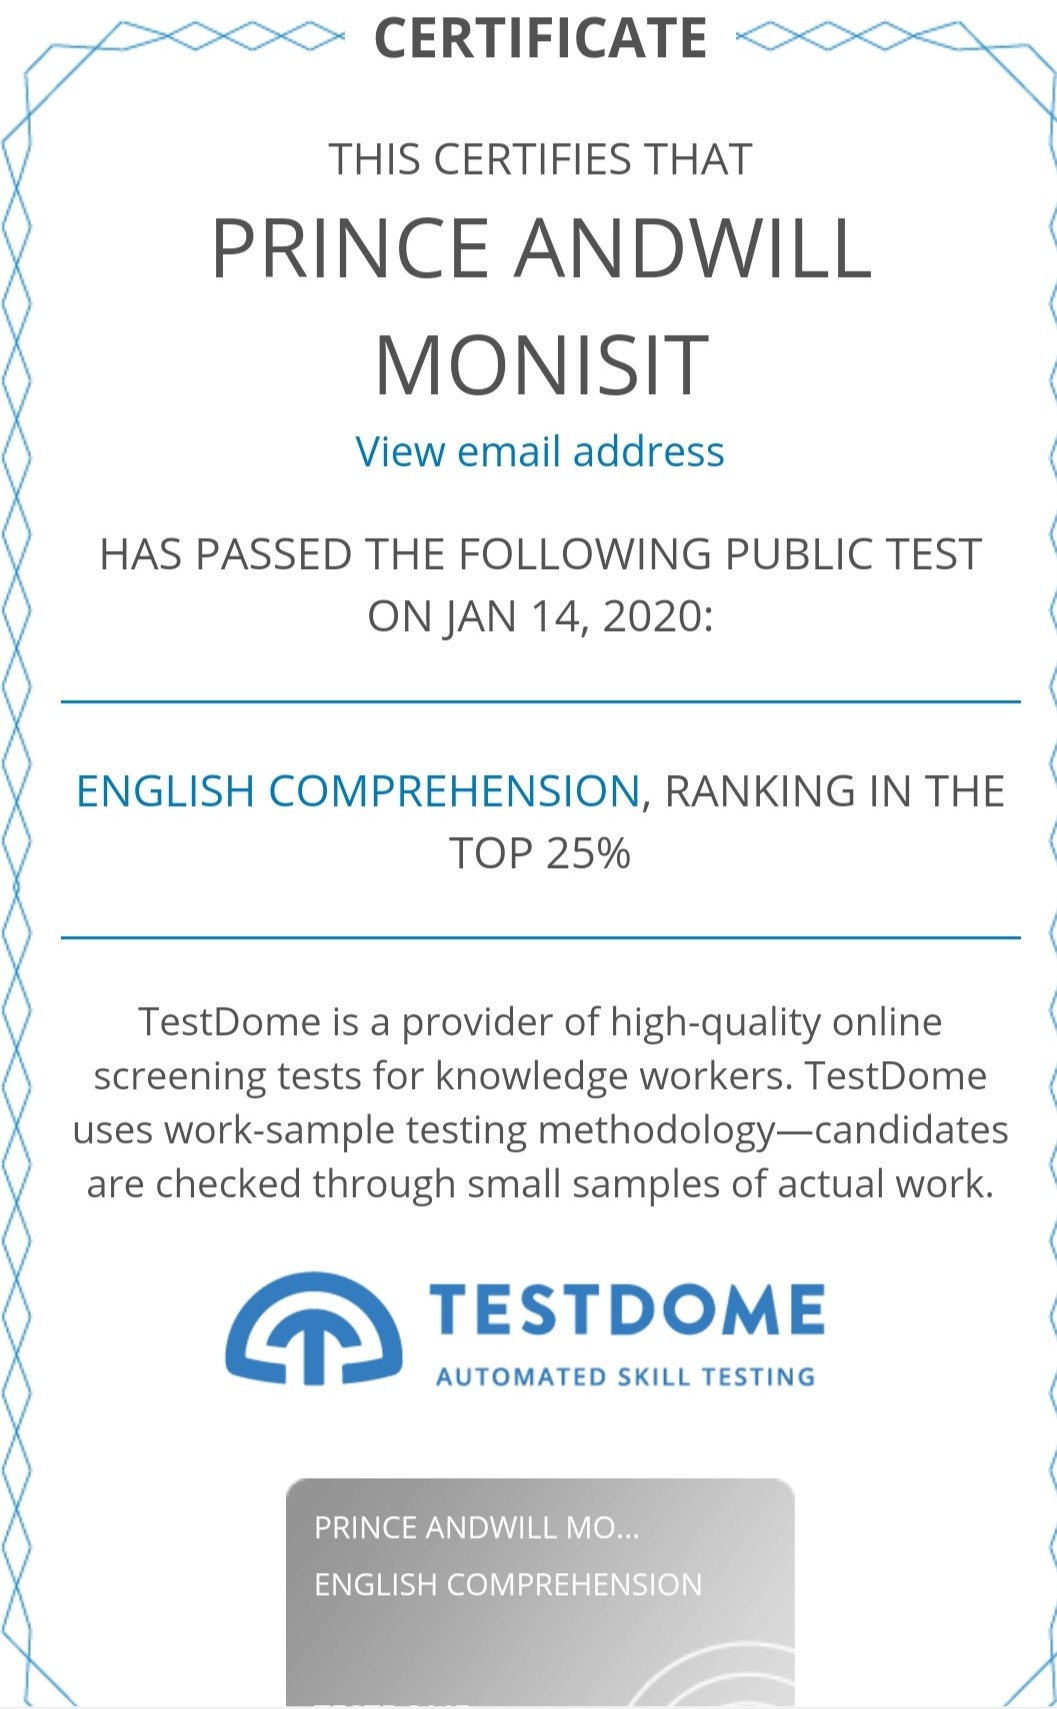 CERTIFICATE
THIS CERTIFIES THAT
PRINCE ANDWILL
MONISIT
View email address
HAS PASSED THE FOLLOWING PUBLIC TEST
ON JAN 14, 2020:
ENGLISH COMPREHENSION, RANKING IN THE
TOP 25%
TestDome is a provider of high-quality online
screening tests for knowledge workers. TestDome
uses work-sample testing methodology—candidates
are checked through small samples of actual work.
TESTDOME
AUTOMATED SKILL TESTING
PRINCE ANDWILL MO...
ENGLISH COMPREHENSION